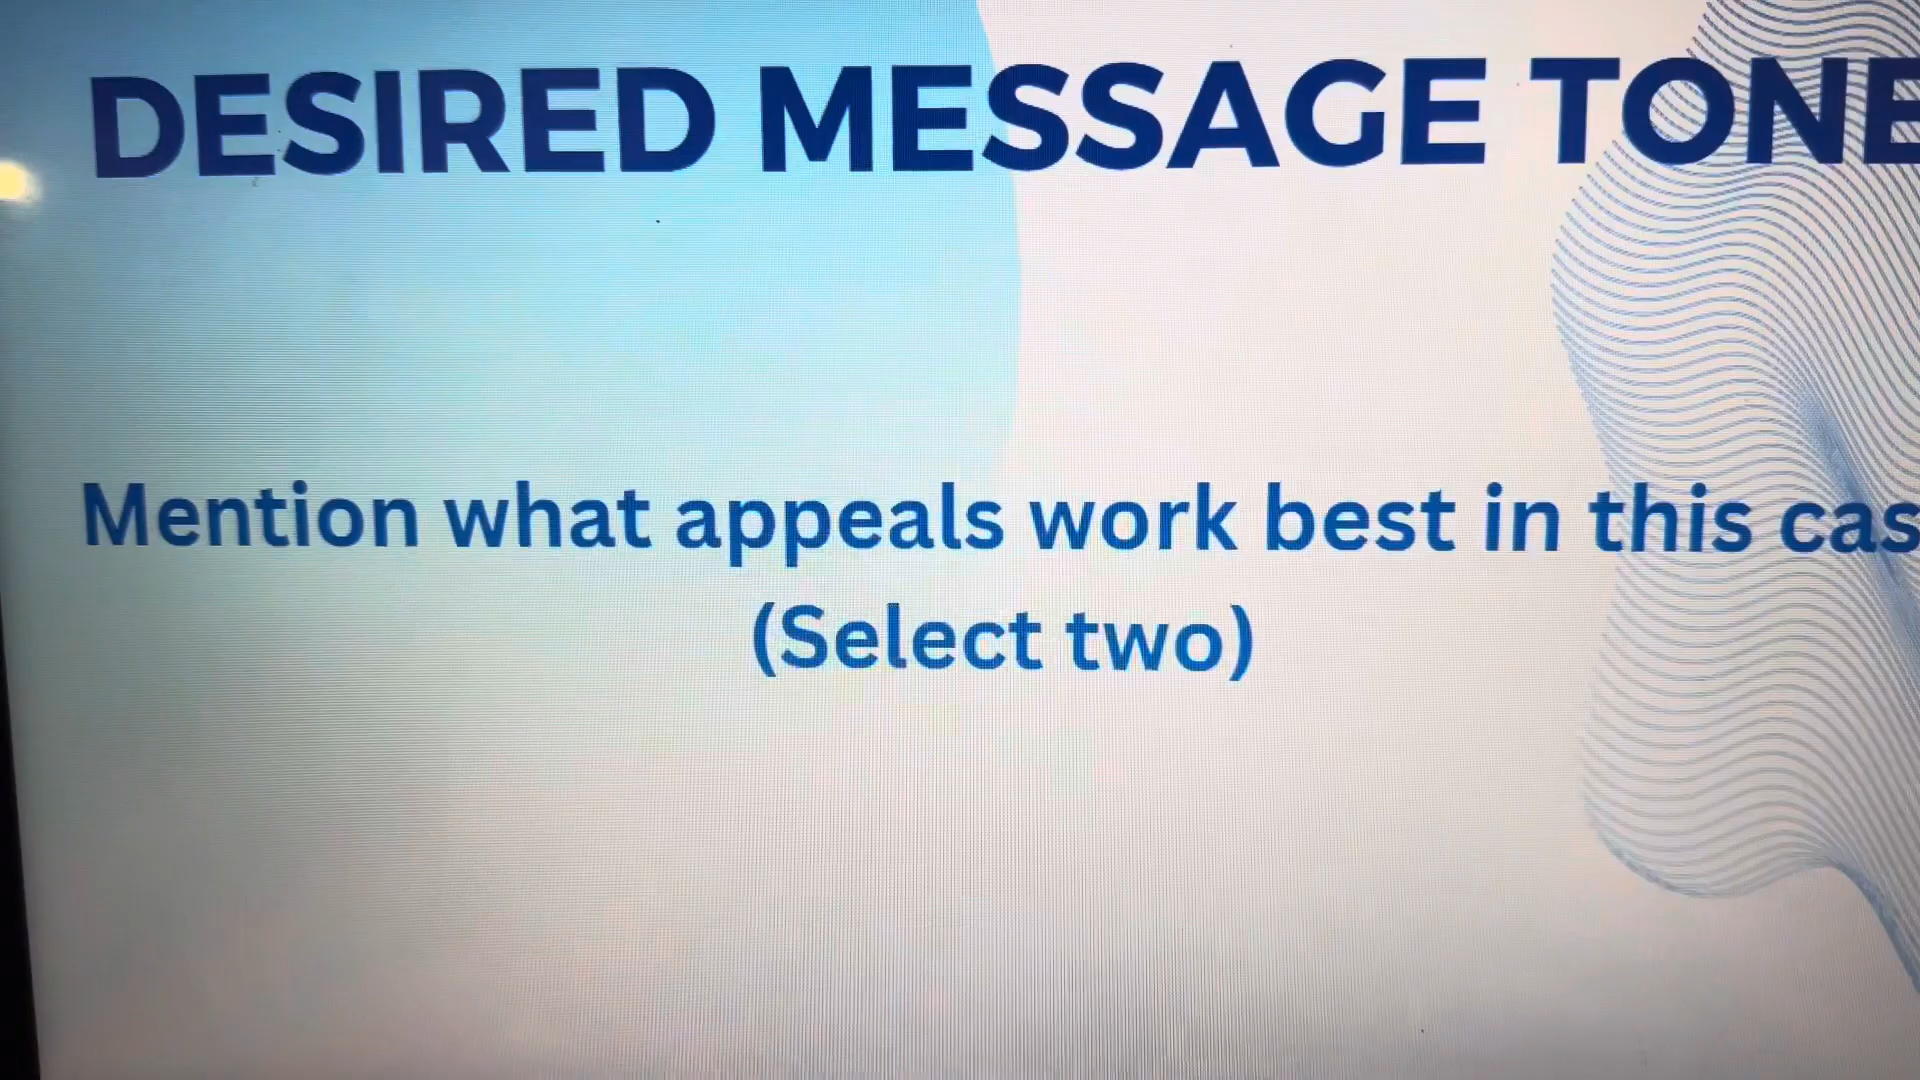 DESIRED MESSAGE TONE
Mention what appeals work best in this cas
(Select two)